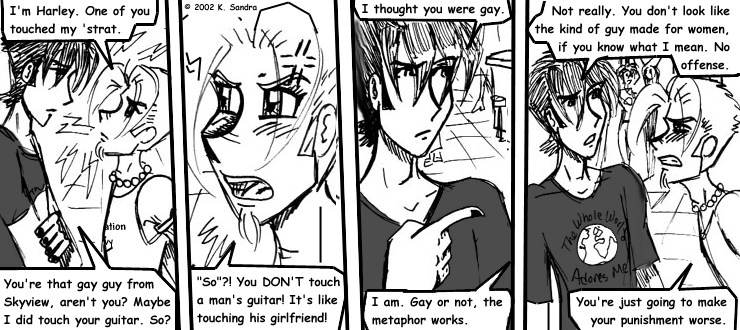 I'm Harley. One of you
touched my 'strat.
ation
You're that gay guy from
Skyview, aren't you? Maybe
I did touch your guitar. So?
© 2002 K. Sandra
"So"?! You DON'T touch
a man's guitar! It's like
touching his girlfriend!
I thought you were gay.
I am. Gay or not, the
metaphor works.
Not really. You don't look like
the kind of guy made for women,
if you know what I mean. No
offense.
The Whole World
Adores Me
You're just going to make
your punishment worse.